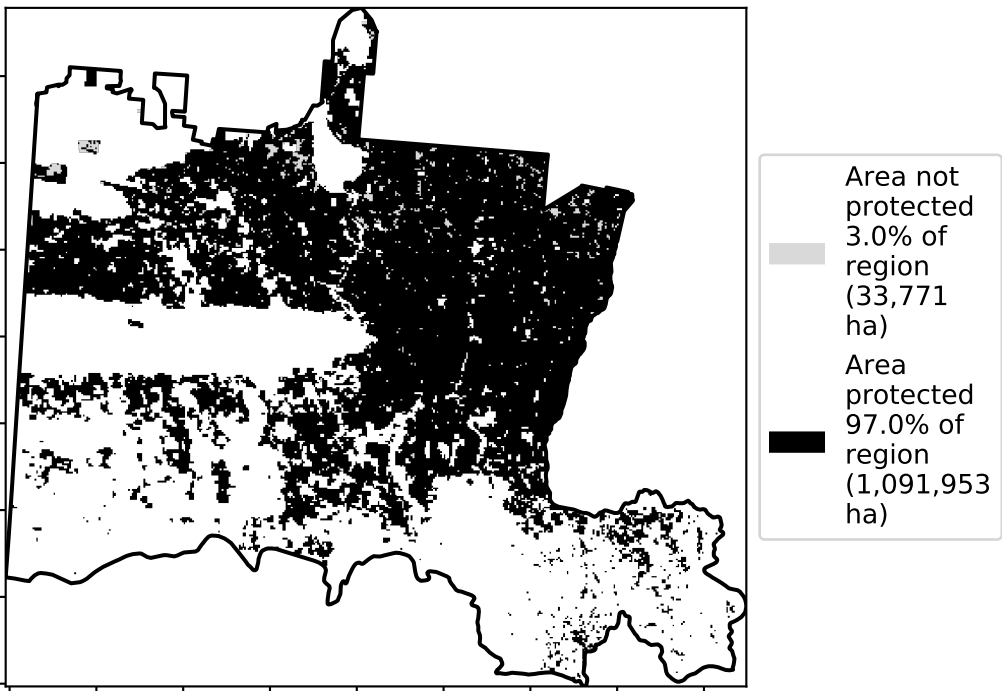 Area not
protected
3.0% of
region
(33,771
ha)
Area
protected
97.0% of
region
(1,091,953
ha)